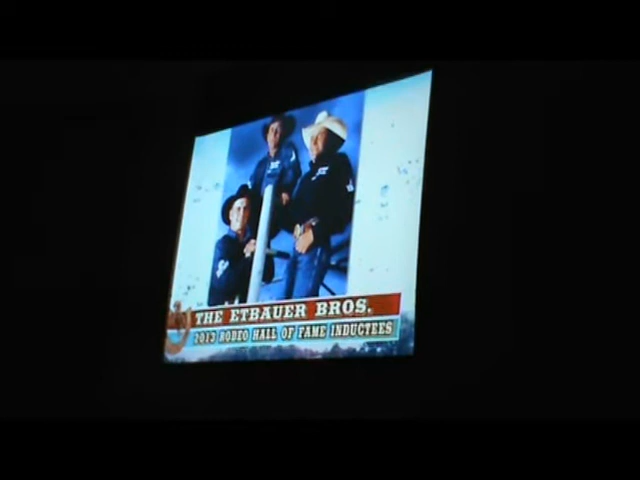 THE ETBAUER BROS.
2013 RODEO HALL OF FAME INDUCTEES